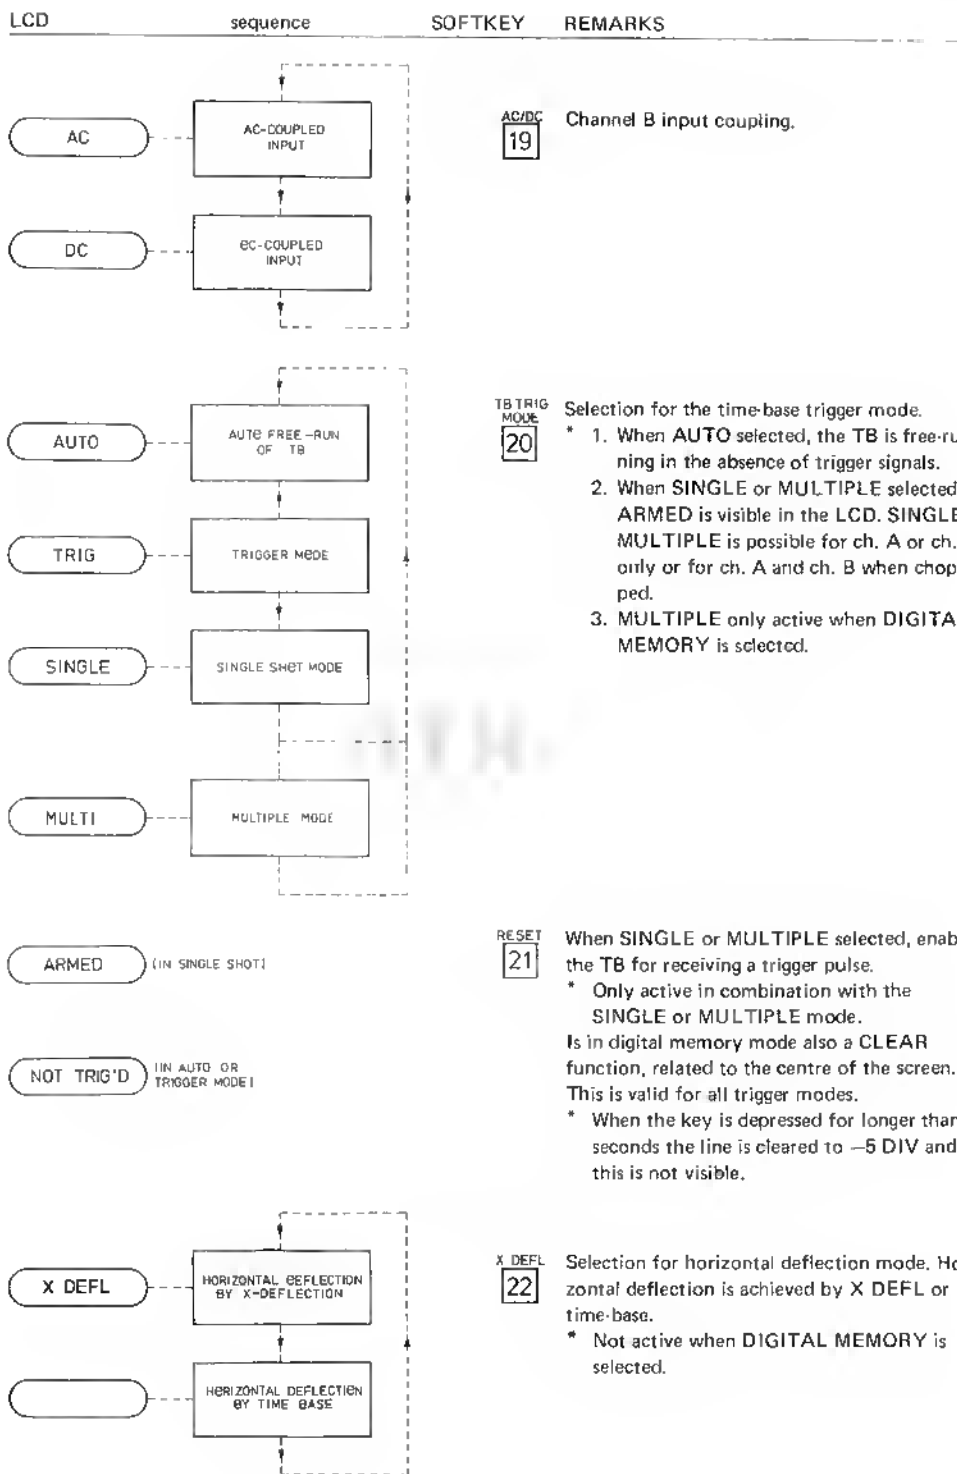 LCD sequence SOFTKEY REMARKS
AC
AC-COUPLED
INPUT
DC
DC-COUPLED
INPUT
AC/DC
19
Channel B input coupling.
AUTO
AUTO FREE-RUN
OF TB
TRIG
TRIGGER MODE
SINGLE
SINGLE SHOT MODE
MULTI
MULTIPLE MODE
TB TRIG
MODE
20
Selection for the time-base trigger mode.
* 1. When AUTO selected, the TB is free-ru
ning in the absence of trigger signals.
2. When SINGLE or MULTIPLE selected
ARMED is visible in the LCD. SINGLE
MULTIPLE is possible for ch. A or ch.
only or for ch. A and ch. B when chop
ped.
3. MULTIPLE only active when DIGITA
MEMORY is selected.
ARMED (IN SINGLE SHOT)
NOT TRIG'D (IN AUTO OR
TRIGGER MODE)
RESET
21
When SINGLE or MULTIPLE selected, enab
the TB for receiving a trigger pulse.
* Only active in combination with the
SINGLE or MULTIPLE mode.
Is in digital memory mode also a CLEAR
function, related to the centre of the screen.
This is valid for all trigger modes.
* When the key is depressed for longer than
seconds the line is cleared to —5 DIV and
this is not visible.
X DEFL
HORIZONTAL DEFLECTION
BY X-DEFLECTION
HORIZONTAL DEFLECTION
BY TIME BASE
X DEFL
22
Selection for horizontal deflection mode. Ho
zontal deflection is achieved by X DEFL or
time-base.
* Not active when DIGITAL MEMORY is
selected.